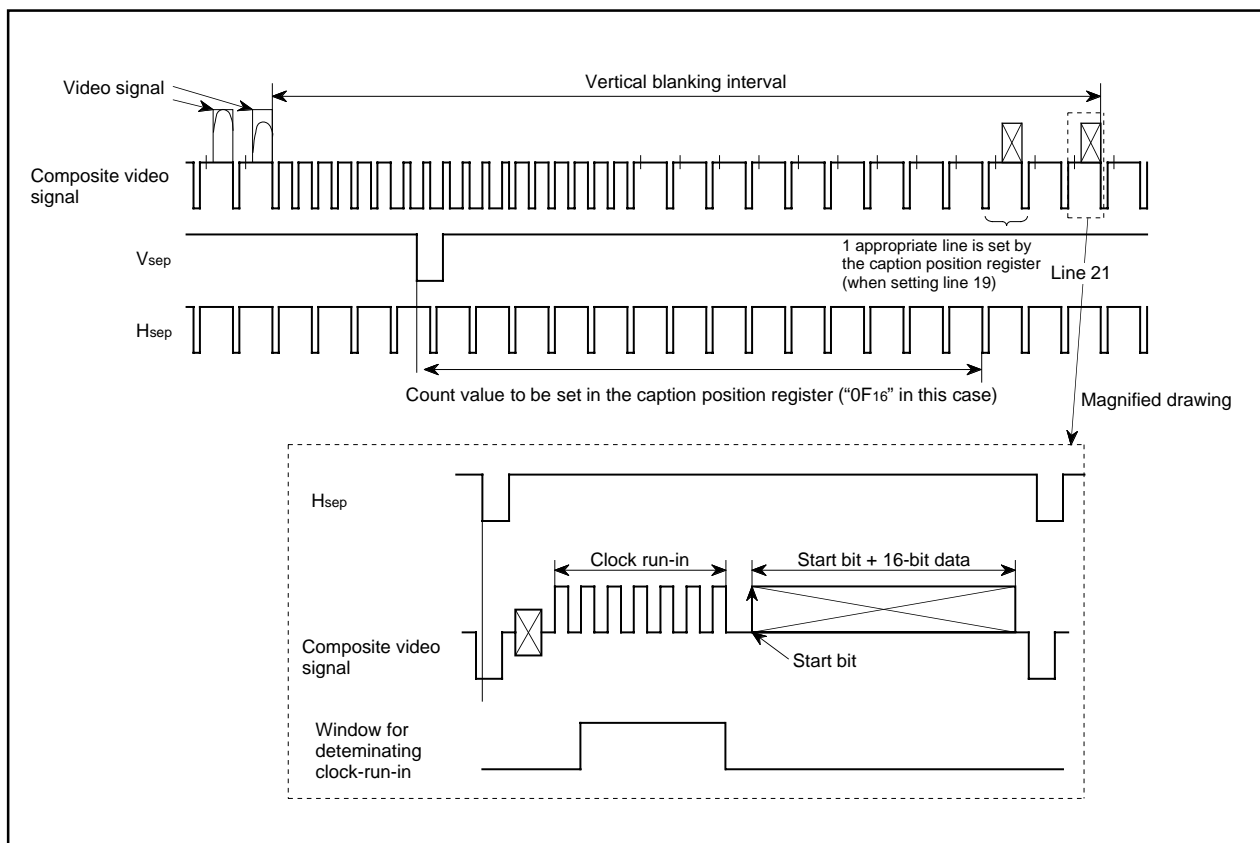 Video signal
Vertical blanking interval
Composite video
signal
Vsep
1 appropriate line is set by
the caption position register
(when setting line 19)
Line 21
Hsep
Count value to be set in the caption position register (“0F16” in this case)
Magnified drawing
Hsep
Clock run-in
Start bit + 16-bit data
Composite video
signal
Start bit
Window for
deteminating
clock-run-in